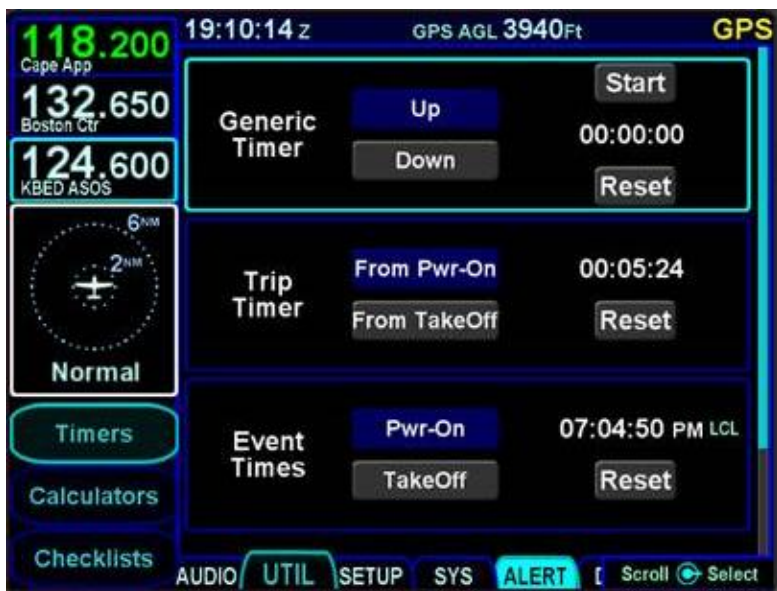 118.200
Cape App
132.650
Boston Ctr
124.600
KBED ASOS
6NM
2NM
Normal
Timers
Calculators
Checklists
19:10:14 Z GPS AGL 3940Ft GPS
Generic
Timer
Up
Down
Start
00:00:00
Reset
Trip
Timer
From Pwr-On
From TakeOff
00:05:24
Reset
Event
Times
Pwr-On
TakeOff
07:04:50 PM LCL
Reset
AUDIO UTIL SETUP SYS ALERT Scroll Select